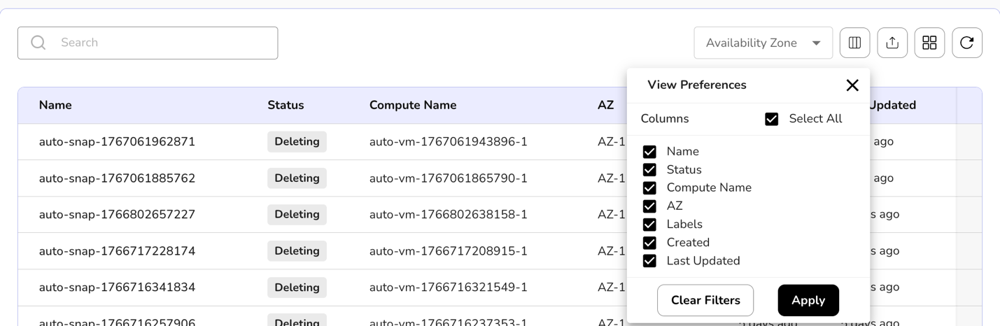 Search
Availability Zone
View Preferences
Columns Select All
Name
Status
Compute Name
AZ
Labels
Created
Last Updated
Clear Filters Apply
Name Status Compute Name AZ Updated
auto-snap-1767061962871 Deleting auto-vm-1767061943896-1 AZ-1 ago
auto-snap-1767061885762 Deleting auto-vm-1767061865790-1 AZ-1 ago
auto-snap-1766802657227 Deleting auto-vm-1766802638158-1 AZ-1 s ago
auto-snap-1766717228174 Deleting auto-vm-1766717208915-1 AZ-1 s ago
auto-snap-1766716341834 Deleting auto-vm-1766716321549-1 AZ-1 s ago
auto-snap-1766716257906 Deleting auto-vm-1766716237353-1 AZ-1 5 days ago 5 days ago